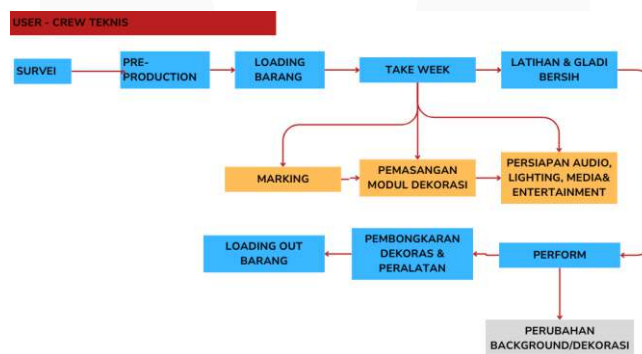 USER - CREW TEKNIS
SURVEI
PRE-
PRODUCTION
LOADING
BARANG
TAKE WEEK
LATIHAN & GLADI
BERSIH
MARKING
PEMASANGAN
MODUL DEKORASI
PERSIAPAN AUDIO,
LIGHTING, MEDIA&
ENTERTAINMENT
LOADING OUT
BARANG
PEMBONGKARAN
DEKORAS &
PERALATAN
PERFORM
PERUBAHAN
BACKGROUND/DEKORASI